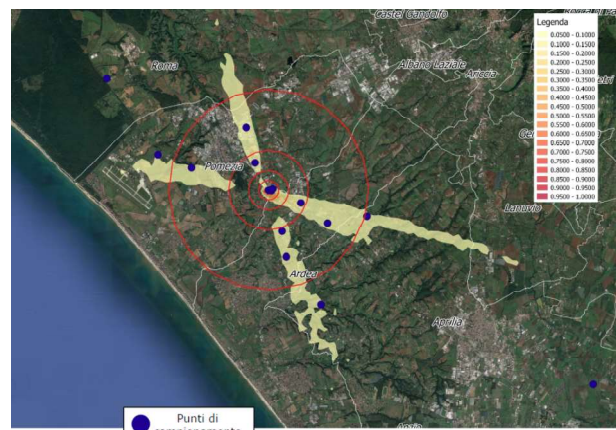 Castel Gandolfo
Roma
Albano Laziale
Ariccia
Pomezia
Lanuvio
Ardea
Aprilia
Legenda
0.0500 - 0.1000
0.1000 - 0.1500
0.1500 - 0.2000
0.2000 - 0.2500
0.2500 - 0.3000
0.3000 - 0.3500
0.3500 - 0.4000
0.4000 - 0.4500
0.4500 - 0.5000
0.5000 - 0.5500
0.5500 - 0.6000
0.6000 - 0.6500
0.6500 - 0.7000
0.7000 - 0.7500
0.7500 - 0.8000
0.8000 - 0.8500
0.8500 - 0.9000
0.9000 - 0.9500
0.9500 - 1.0000
Punti di